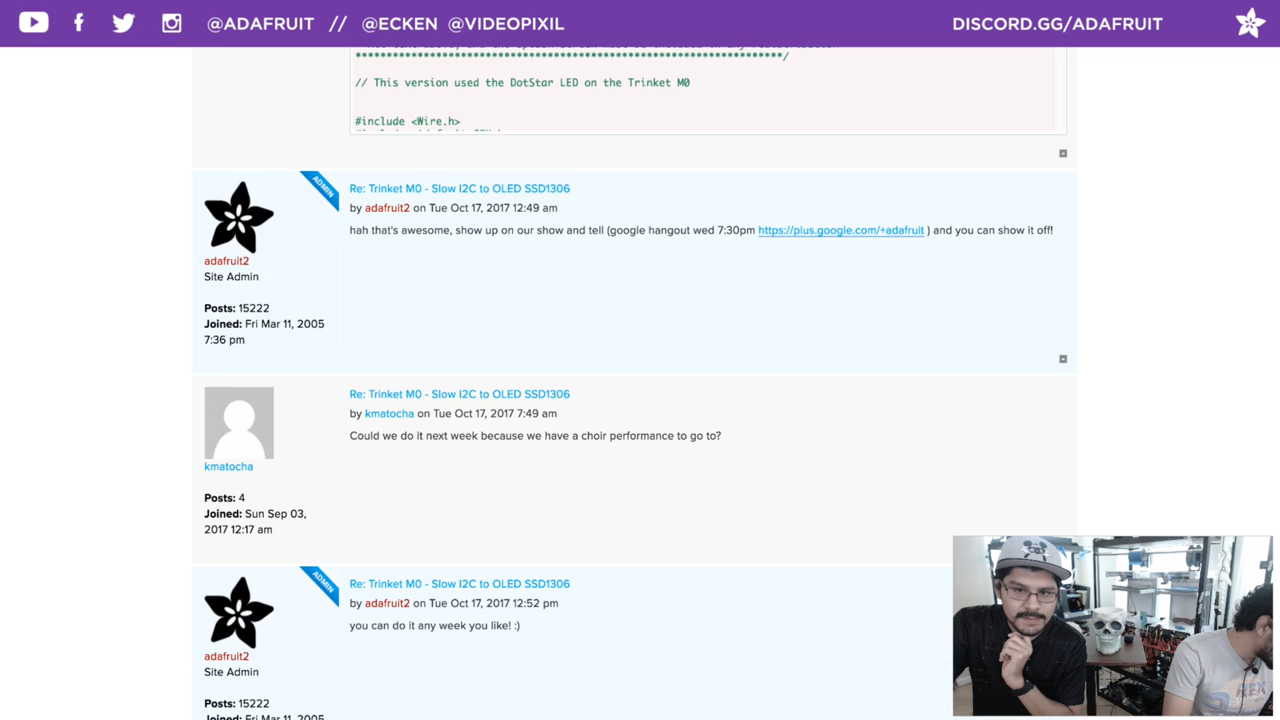 @ADAFRUIT // @ECKEN @VIDEOPIXIL
DISCORD.GG/ADAFRUIT
*********************************************************************/
// This version used the DotStar LED on the Trinket M0
#include <Wire.h>
ADMIN
Re: Trinket M0 - Slow I2C to OLED SSD1306
by adafruit2 on Tue Oct 17, 2017 12:49 am
hah that's awesome, show up on our show and tell (google hangout wed 7:30pm https://plus.google.com/+adafruit ) and you can show it off!
adafruit2
Site Admin
Posts: 15222
Joined: Fri Mar 11, 2005
7:36 pm
Re: Trinket M0 - Slow I2C to OLED SSD1306
by kmatocha on Tue Oct 17, 2017 7:49 am
Could we do it next week because we have a choir performance to go to?
kmatocha
Posts: 4
Joined: Sun Sep 03,
2017 12:17 am
ADMIN
Re: Trinket M0 - Slow I2C to OLED SSD1306
by adafruit2 on Tue Oct 17, 2017 12:52 pm
you can do it any week you like! :)
adafruit2
Site Admin
Posts: 15222
Joined: Fri Mar 11, 2005